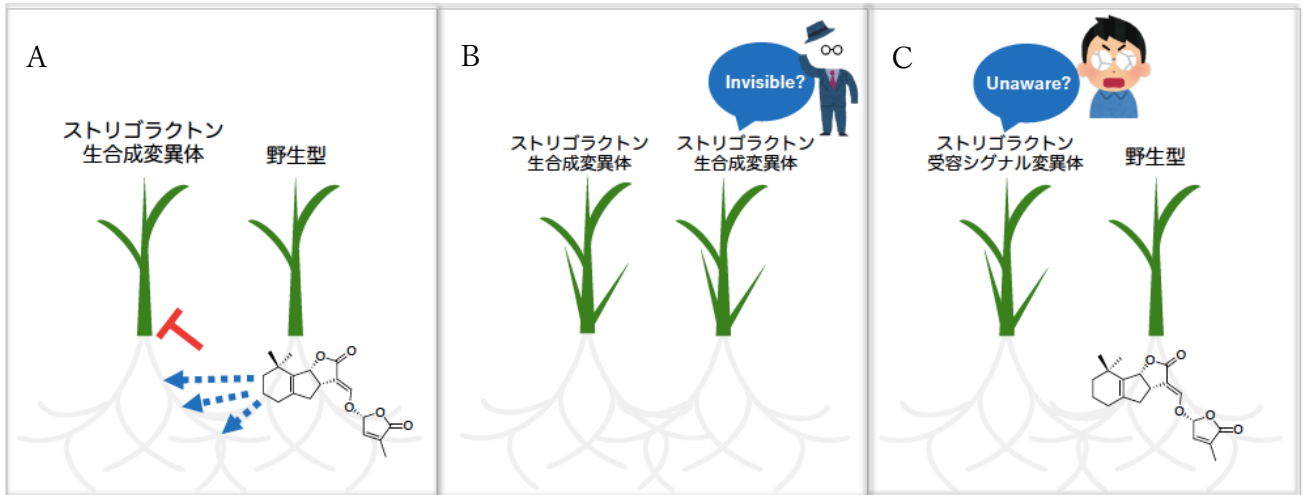 A
ストリゴラクトン
生合成変異体
野生型
O
O
O
O
O
B
Invisible?
ストリゴラクトン
生合成変異体
ストリゴラクトン
生合成変異体
C
Unaware?
ストリゴラクトン
受容シグナル変異体
野生型
O
O
O
O
O